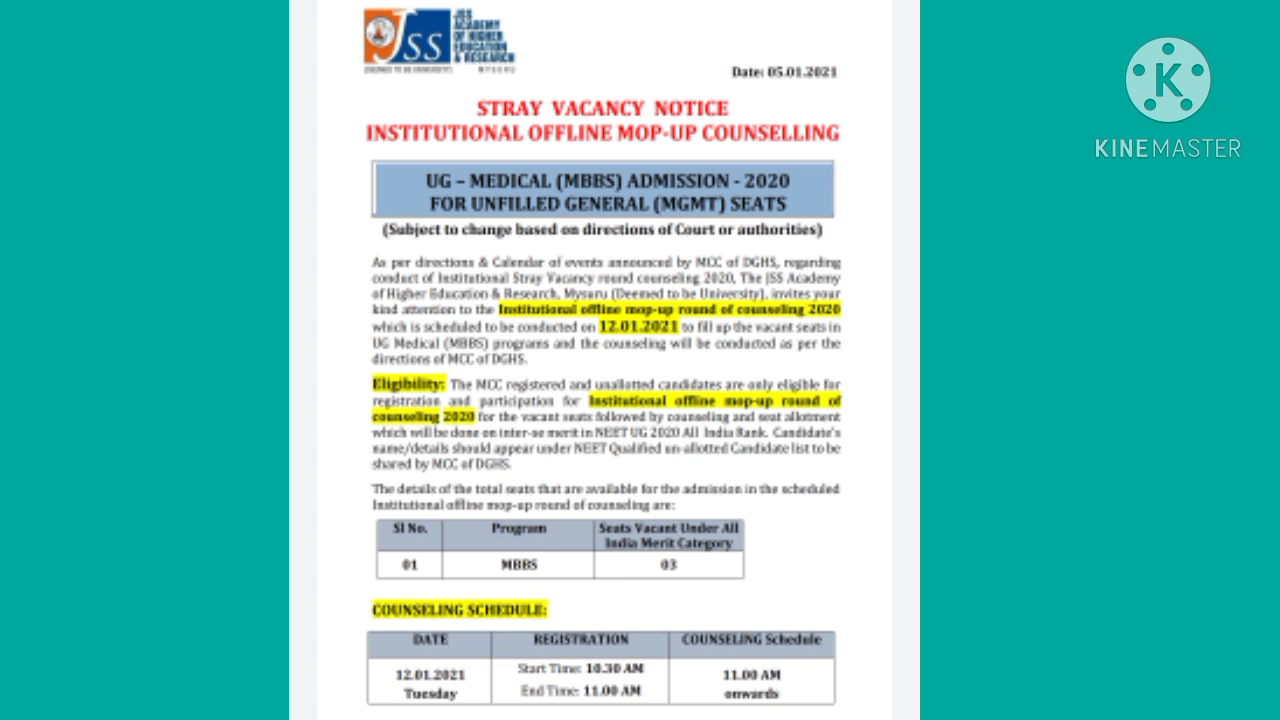 JSS
JSS
ACADEMY
OF HIGHER
EDUCATION
& RESEARCH
Date: 05.01.2021
STRAY VACANCY NOTICE
INSTITUTIONAL OFFLINE MOP-UP COUNSELLING
UG – MEDICAL (MBBS) ADMISSION - 2020
FOR UNFILLED GENERAL (MGMT) SEATS
(Subject to change based on directions of Court or authorities)
As per directions & Calendar of events announced by MCC of DGHS, regarding
conduct of Institutional Stray Vacancy round counseling 2020, The JSS Academy
of Higher Education & Research, Mysuru (Deemed to be University), invites your
kind attention to the Institutional offline mop-up round of counseling 2020
which is scheduled to be conducted on 12.01.2021 to fill up the vacant seats in
UG Medical (MBBS) programs and the counseling will be conducted as per the
directions of MCC of DGHS.
Eligibility: The MCC registered and unallotted candidates are only eligible for
registration and participation for Institutional offline mop-up round of
counseling 2020 for the vacant seats followed by counseling and seat allotment
which will be done on inter-se merit in NEET UG 2020 All India Rank. Candidate's
name/details should appear under NEET Qualified un-allotted Candidate list to be
shared by MCC of DGHS.
The details of the total seats that are available for the admission in the scheduled
Institutional offline mop-up round of counseling are:
Sl No. Program Seats Vacant Under All
India Merit Category
01 MBBS 03
COUNSELING SCHEDULE:
DATE REGISTRATION COUNSELING Schedule
12.01.2021 Start Time: 10.30 AM 11.00 AM
Tuesday End Time: 11.00 AM onwards
K
KINEMASTER